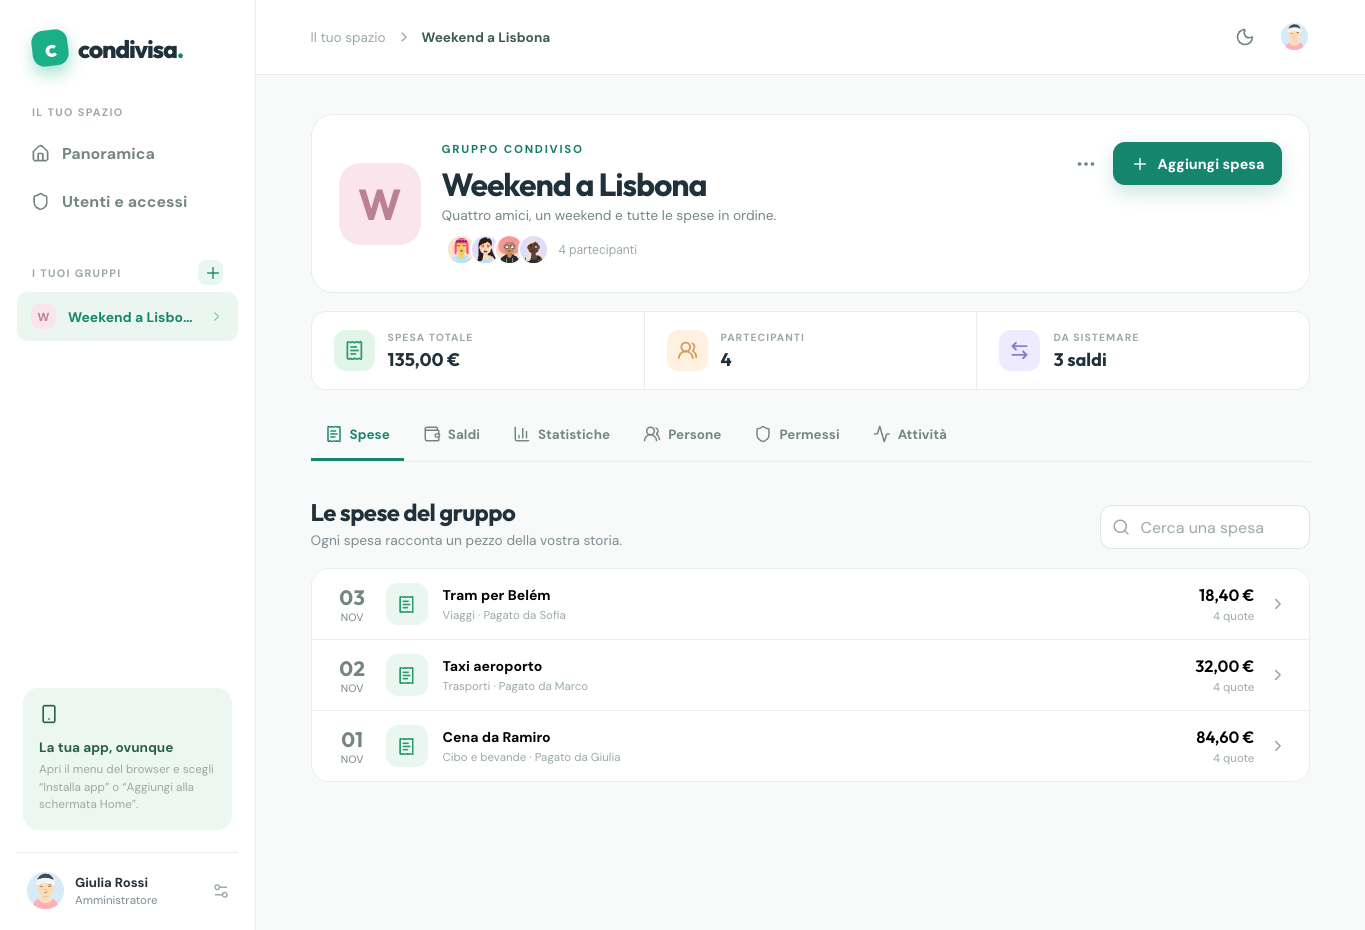 c condivisa.
IL TUO SPAZIO
Panoramica
Utenti e accessi
I TUOI GRUPPI
W Weekend a Lisbo...
La tua app, ovunque
Apri il menu del browser e scegli
“Installa app” o “Aggiungi alla
schermata Home”.
Giulia Rossi
Amministratore
Il tuo spazio
Weekend a Lisbona
W
GRUPPO CONDIVISO
Weekend a Lisbona
Quattro amici, un weekend e tutte le spese in ordine.
4 partecipanti
Aggiungi spesa
SPESA TOTALE
135,00 €
PARTECIPANTI
4
DA SISTEMARE
3 saldi
Spese
Saldi
Statistiche
Persone
Permessi
Attività
Le spese del gruppo
Ogni spesa racconta un pezzo della vostra storia.
Cerca una spesa
03
NOV
Tram per Belém
Viaggi · Pagato da Sofia
18,40 €
4 quote
02
NOV
Taxi aeroporto
Trasporti · Pagato da Marco
32,00 €
4 quote
01
NOV
Cena da Ramiro
Cibo e bevande · Pagato da Giulia
84,60 €
4 quote